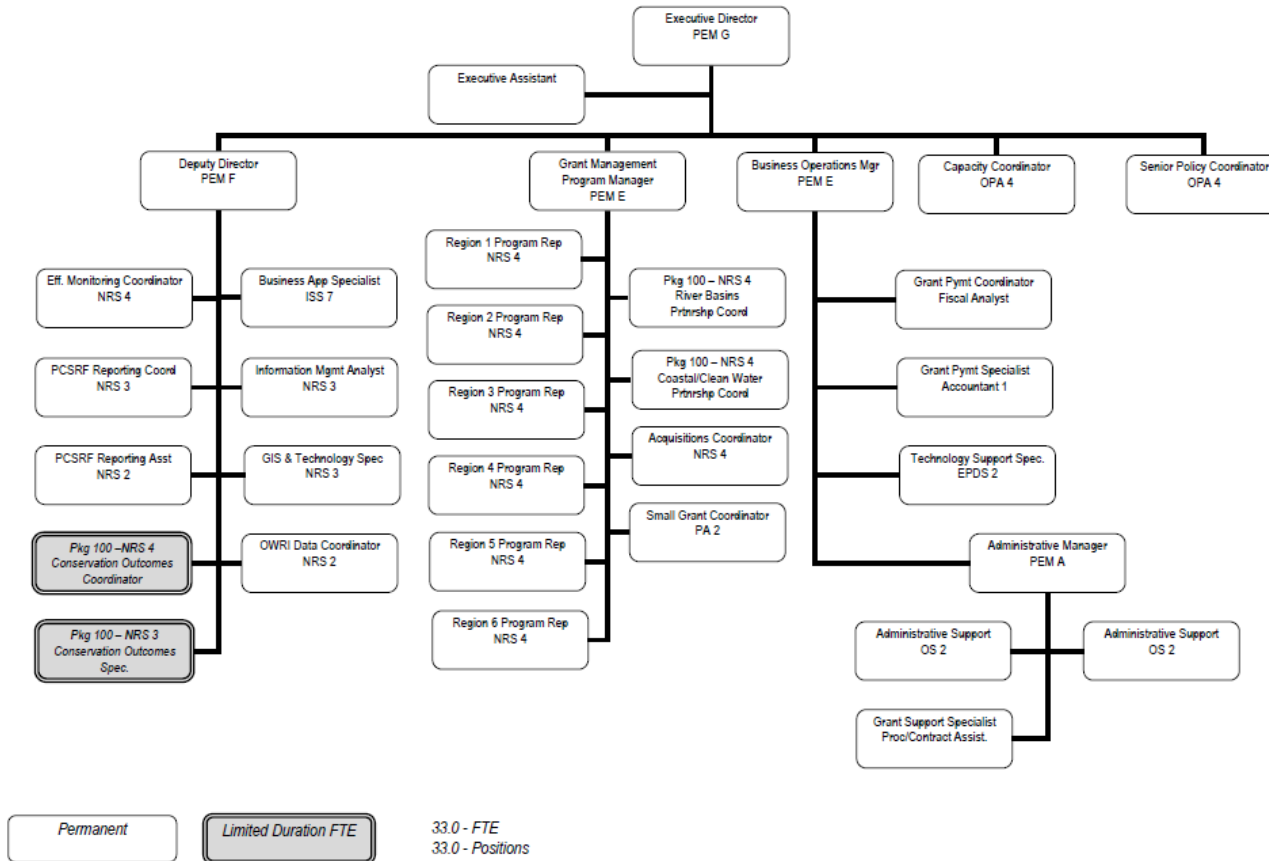 Executive Director
PEM G
Executive Assistant
Deputy Director
PEM F
Grant Management
Program Manager
PEM E
Business Operations Mgr
PEM E
Capacity Coordinator
OPA 4
Senior Policy Coordinator
OPA 4
Eff. Monitoring Coordinator
NRS 4
Business App Specialist
ISS 7
PCSRF Reporting Coord
NRS 3
Information Mgmt Analyst
NRS 3
PCSRF Reporting Asst
NRS 2
GIS & Technology Spec
NRS 3
Pkg 100 –NRS 4
Conservation Outcomes
Coordinator
OWRI Data Coordinator
NRS 2
Pkg 100 – NRS 3
Conservation Outcomes
Spec.
Region 1 Program Rep
NRS 4
Pkg 100 – NRS 4
River Basins
Prtnrshp Coord
Region 2 Program Rep
NRS 4
Pkg 100 – NRS 4
Coastal/Clean Water
Prtnrshp Coord
Region 3 Program Rep
NRS 4
Acquisitions Coordinator
NRS 4
Region 4 Program Rep
NRS 4
Small Grant Coordinator
PA 2
Region 5 Program Rep
NRS 4
Region 6 Program Rep
NRS 4
Grant Pymt Coordinator
Fiscal Analyst
Grant Pymt Specialist
Accountant 1
Technology Support Spec.
EPDS 2
Administrative Manager
PEM A
Administrative Support
OS 2
Administrative Support
OS 2
Grant Support Specialist
Proc/Contract Assist.
Permanent
Limited Duration FTE
33.0 - FTE
33.0 - Positions